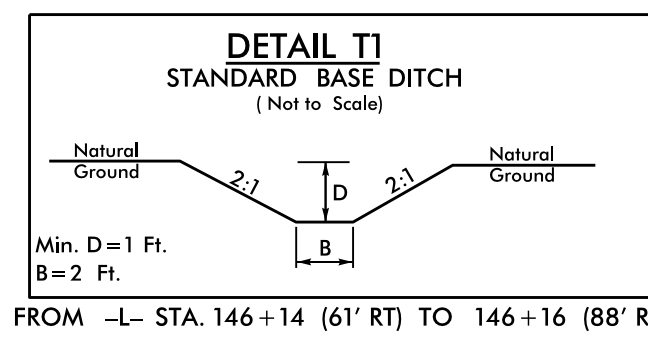 DETAIL T1
STANDARD BASE DITCH
( Not to Scale)
Natural
Ground
2:1
D
2:1
Natural
Ground
B
Min. D=1 Ft.
B=2 Ft.
FROM –L– STA. 146+14 (61' RT) TO 146+16 (88'